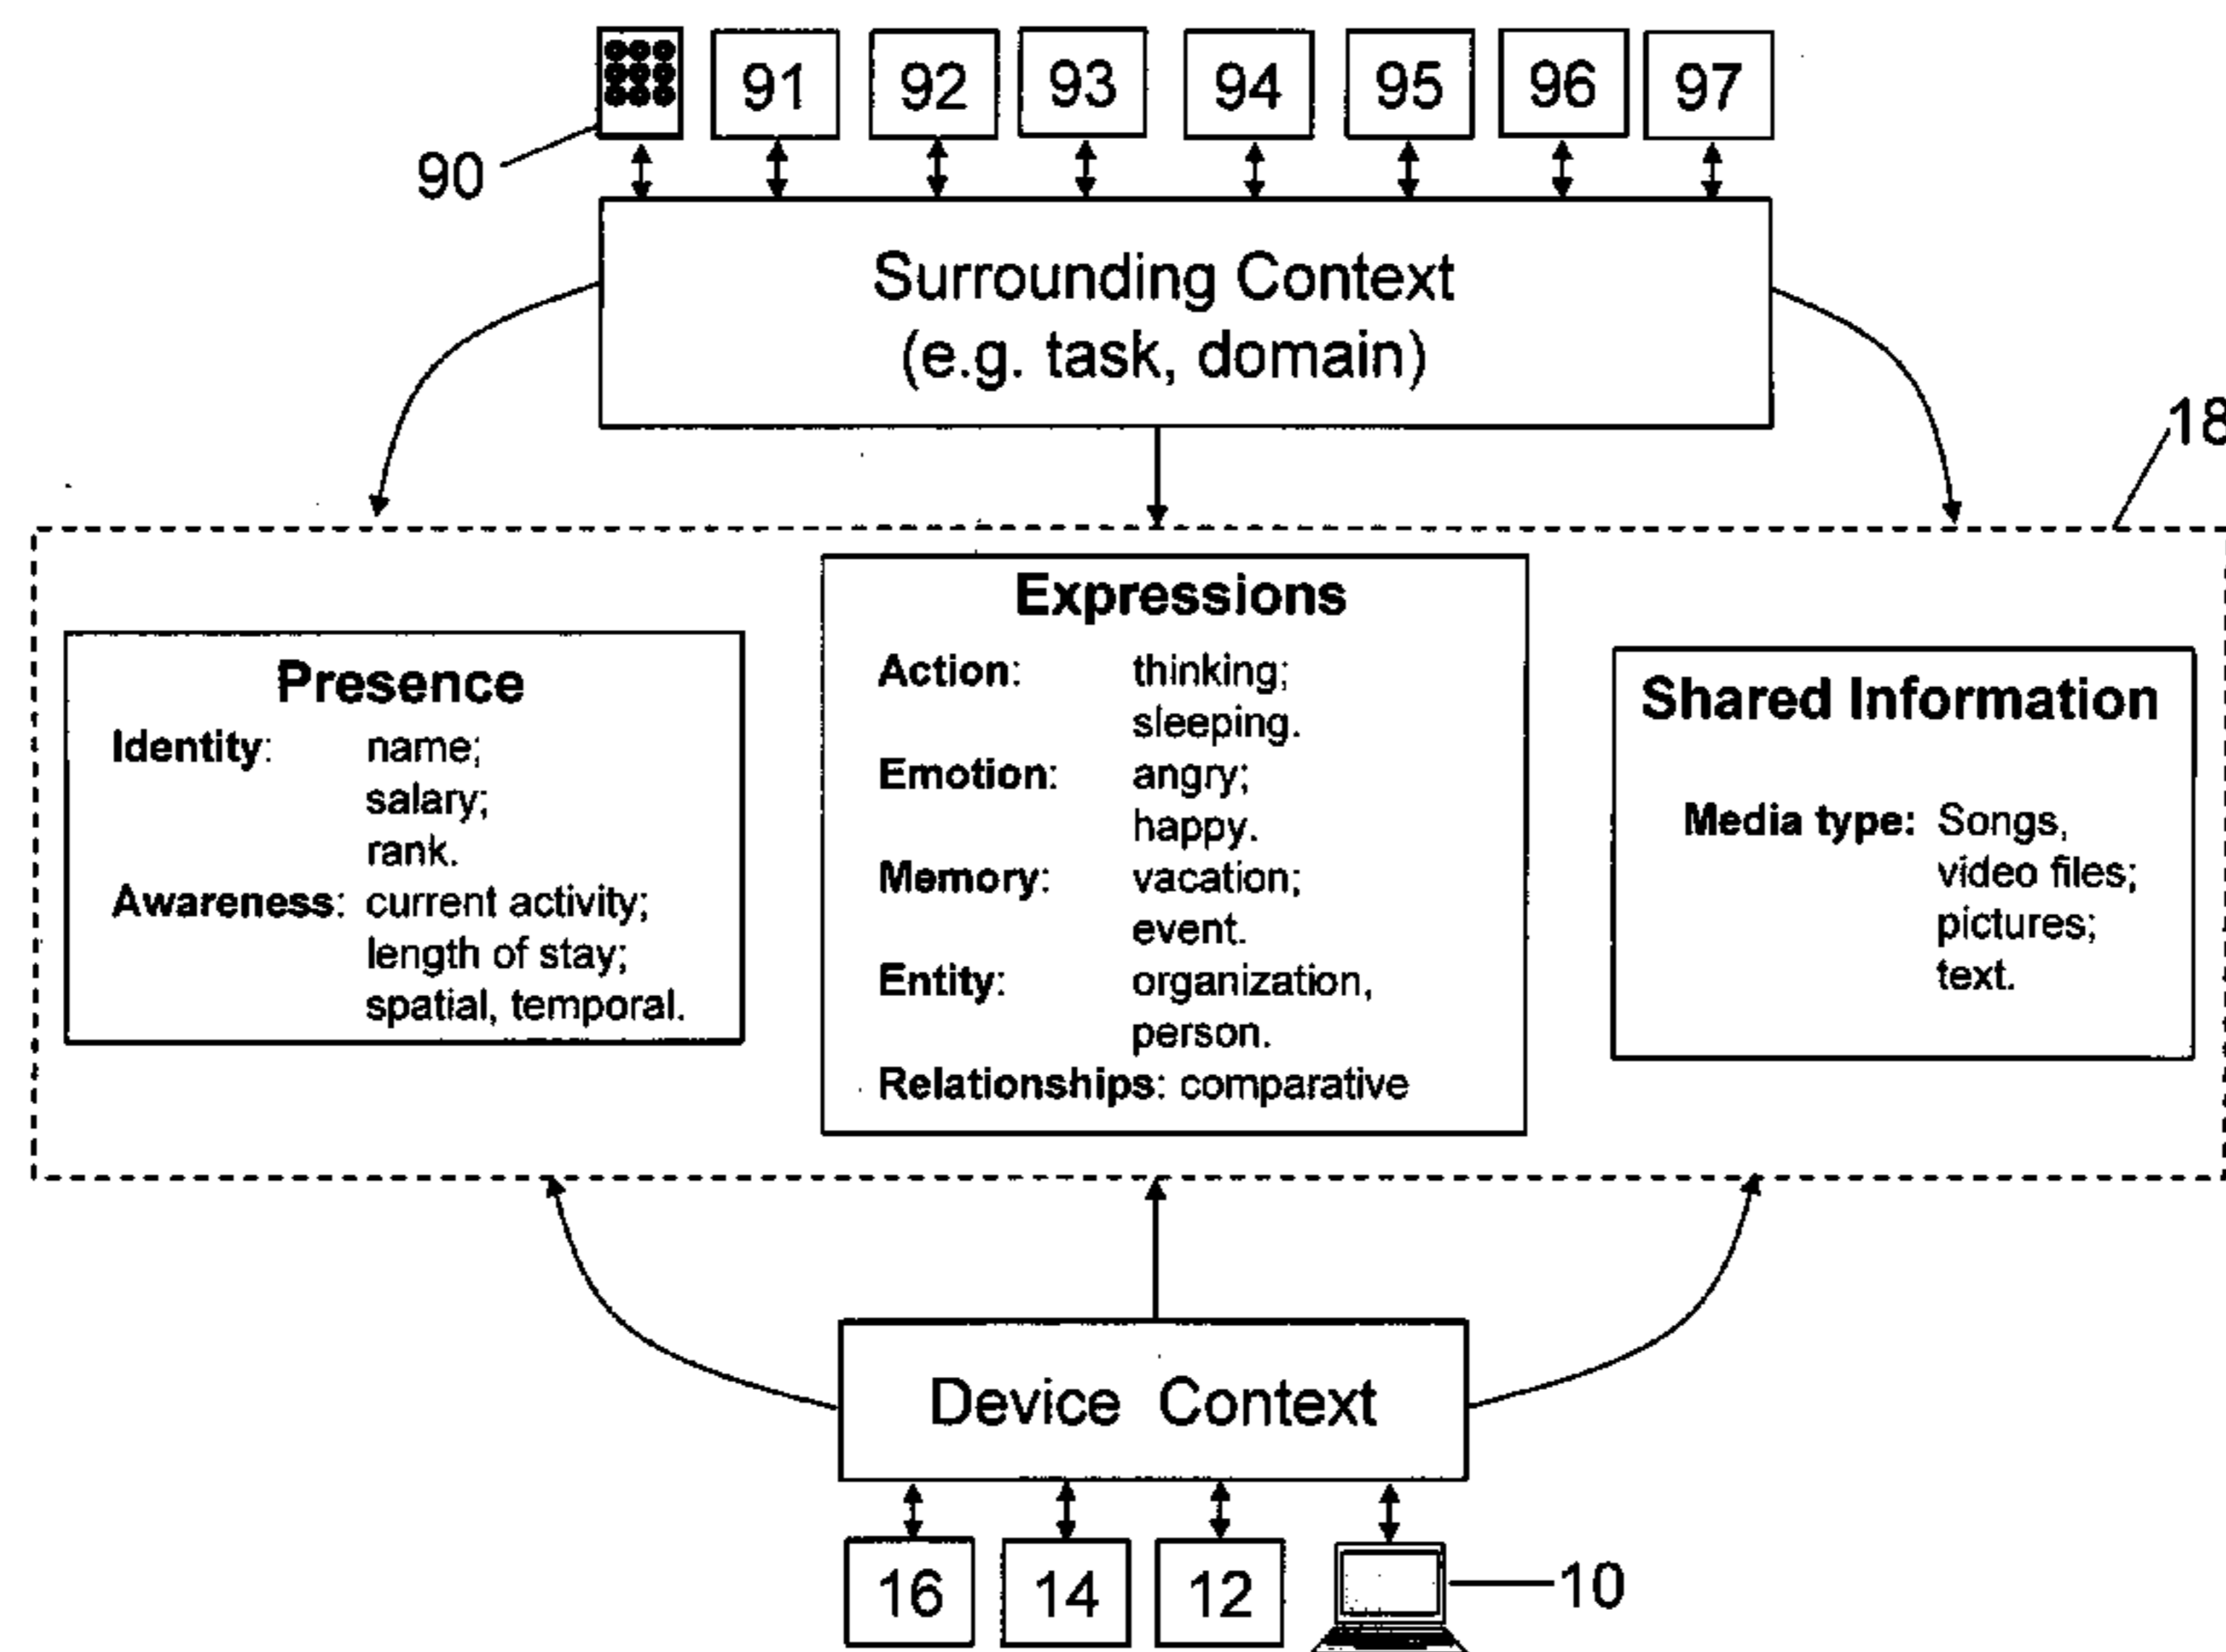 91 92 93 94 95 96 97
90
Surrounding Context
(e.g. task, domain)
18
Presence
Identity: name;
salary;
rank.
Awareness: current activity;
length of stay;
spatial, temporal.
Expressions
Action: thinking;
sleeping.
Emotion: angry;
happy.
Memory: vacation;
event.
Entity: organization,
person.
Relationships: comparative
Shared Information
Media type: Songs,
video files;
pictures;
text.
Device Context
16 14 12 10